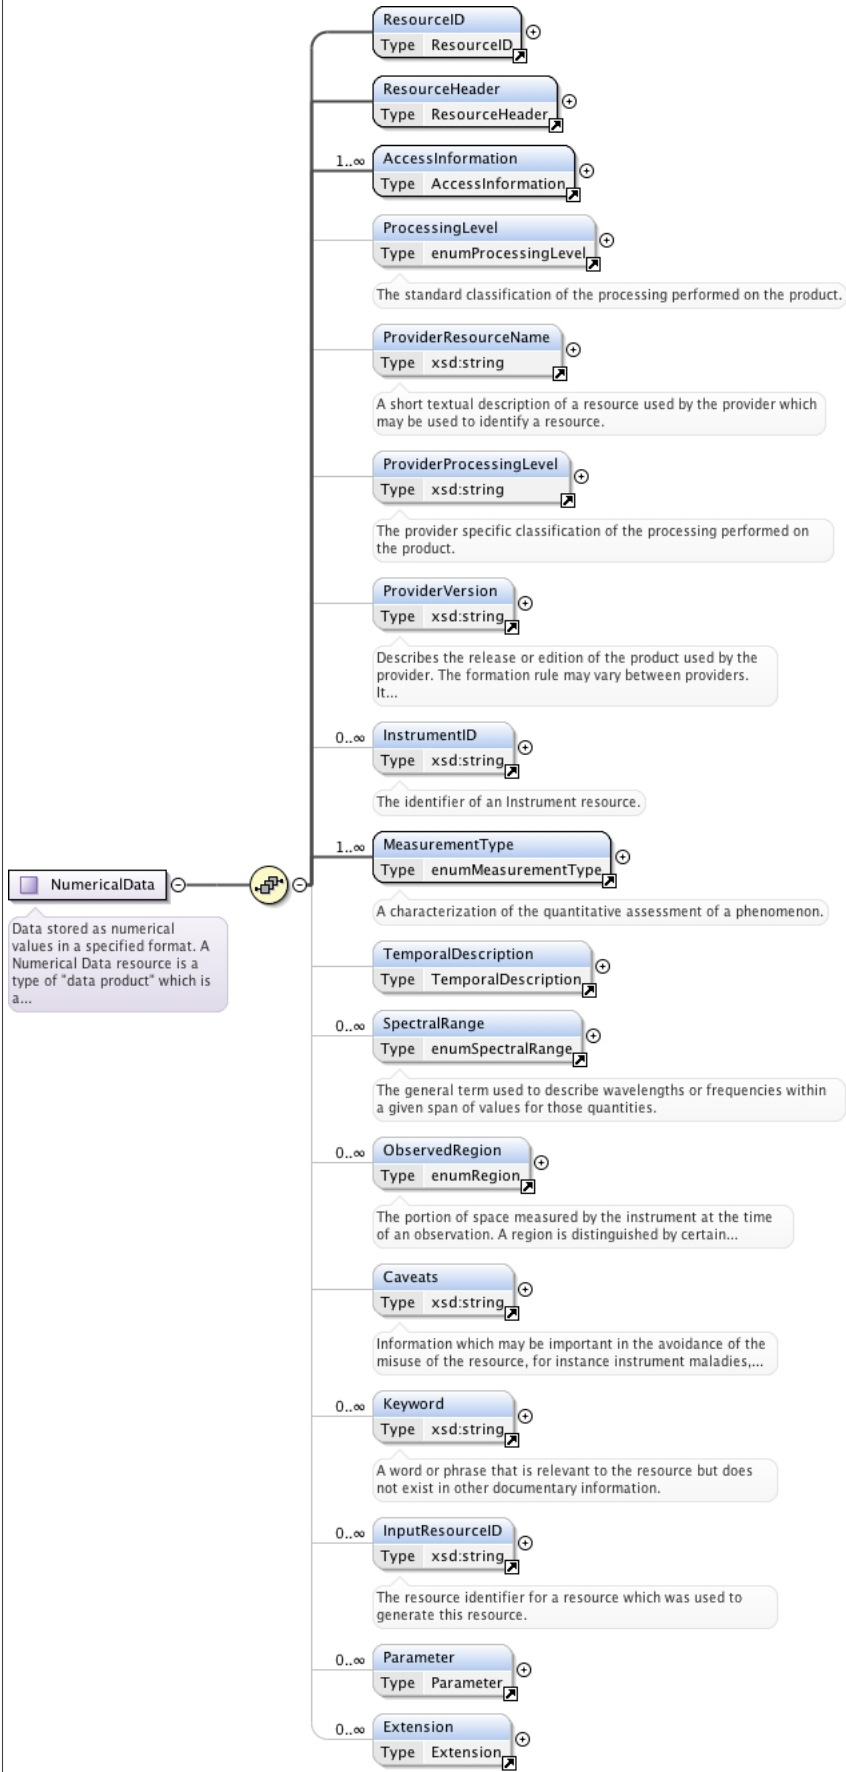 ResourceID
Type ResourceID
ResourceHeader
Type ResourceHeader
1..∞
AccessInformation
Type AccessInformation
ProcessingLevel
Type enumProcessingLevel
The standard classification of the processing performed on the product.
ProviderResourceName
Type xsd:string
A short textual description of a resource used by the provider which
may be used to identify a resource.
ProviderProcessingLevel
Type xsd:string
The provider specific classification of the processing performed on
the product.
ProviderVersion
Type xsd:string
Describes the release or edition of the product used by the
provider. The formation rule may vary between providers.
It...
0..∞
InstrumentID
Type xsd:string
The identifier of an Instrument resource.
1..∞
MeasurementType
Type enumMeasurementType
A characterization of the quantitative assessment of a phenomenon.
NumericalData
Data stored as numerical
values in a specified format. A
Numerical Data resource is a
type of "data product" which is
a...
TemporalDescription
Type TemporalDescription
0..∞
SpectralRange
Type enumSpectralRange
The general term used to describe wavelengths or frequencies within
a given span of values for those quantities.
0..∞
ObservedRegion
Type enumRegion
The portion of space measured by the instrument at the time
of an observation. A region is distinguished by certain...
Caveats
Type xsd:string
Information which may be important in the avoidance of the
misuse of the resource, for instance instrument maladies,...
0..∞
Keyword
Type xsd:string
A word or phrase that is relevant to the resource but does
not exist in other documentary information.
0..∞
InputResourceID
Type xsd:string
The resource identifier for a resource which was used to
generate this resource.
0..∞
Parameter
Type Parameter
0..∞
Extension
Type Extension